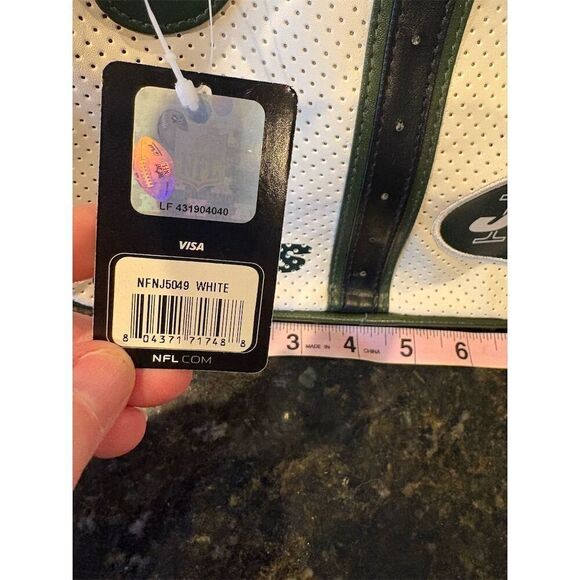 LF 431904040
VISA
NFNJ5049 WHITE
8 04371 71748 8
NFL.COM
S
3 MADE IN 4 CHINA 5 6
J